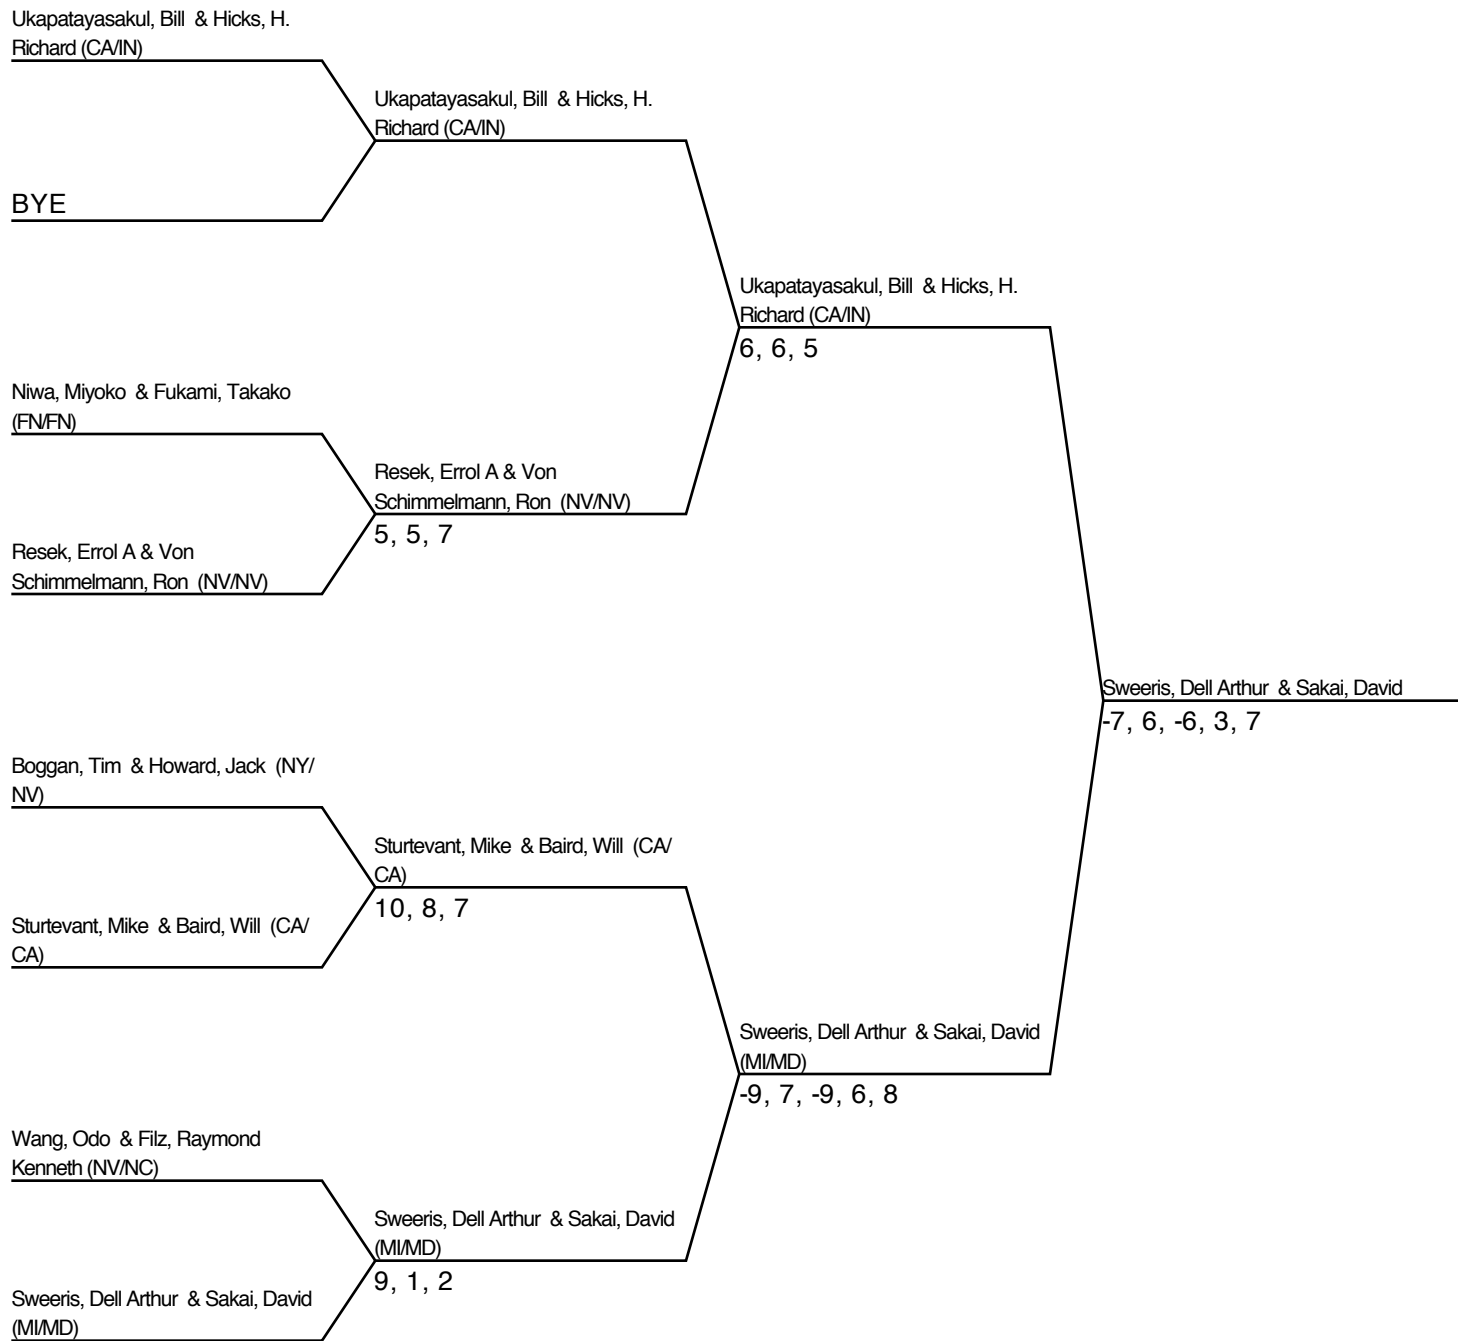 Ukapatayasakul, Bill & Hicks, H.
Richard (CA/IN)
BYE
Niwa, Miyoko & Fukami, Takako
(FN/FN)
Resek, Errol A & Von
Schimmelmann, Ron (NV/NV)
Boggan, Tim & Howard, Jack (NY/
NV)
Sturtevant, Mike & Baird, Will (CA/
CA)
Wang, Odo & Filz, Raymond
Kenneth (NV/NC)
Sweeris, Dell Arthur & Sakai, David
(MI/MD)
Ukapatayasakul, Bill & Hicks, H.
Richard (CA/IN)
Resek, Errol A & Von
Schimmelmann, Ron (NV/NV)
5, 5, 7
Sturtevant, Mike & Baird, Will (CA/
CA)
10, 8, 7
Sweeris, Dell Arthur & Sakai, David
(MI/MD)
9, 1, 2
Ukapatayasakul, Bill & Hicks, H.
Richard (CA/IN)
6, 6, 5
Sweeris, Dell Arthur & Sakai, David
(MI/MD)
-9, 7, -9, 6, 8
Sweeris, Dell Arthur & Sakai, David
-7, 6, -6, 3, 7